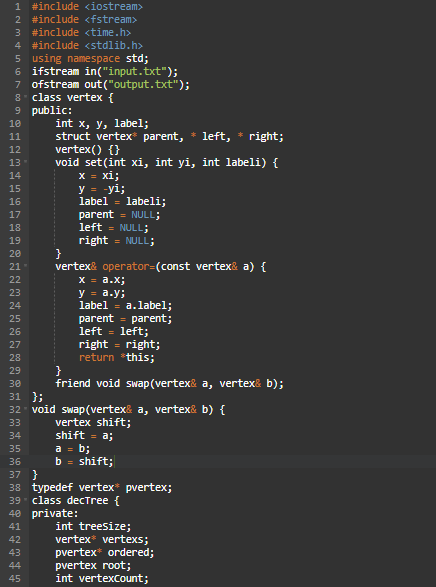 1 #include <iostream>
2 #include <fstream>
3 #include <time.h>
4 #include <stdlib.h>
5 using namespace std;
6 ifstream in("input.txt");
7 ofstream out("output.txt");
8 class vertex {
9 public:
10     int x, y, label;
11     struct vertex* parent, * left, * right;
12     vertex() {}
13     void set(int xi, int yi, int labeli) {
14         x = xi;
15         y = -yi;
16         label = labeli;
17         parent = NULL;
18         left = NULL;
19         right = NULL;
20     }
21     vertex& operator=(const vertex& a) {
22         x = a.x;
23         y = a.y;
24         label = a.label;
25         parent = parent;
26         left = left;
27         right = right;
28         return *this;
29     }
30     friend void swap(vertex& a, vertex& b);
31 };
32 void swap(vertex& a, vertex& b) {
33     vertex shift;
34     shift = a;
35     a = b;
36     b = shift;
37 }
38 typedef vertex* pvertex;
39 class decTree {
40 private:
41     int treeSize;
42     vertex* vertexs;
43     pvertex* ordered;
44     pvertex root;
45     int vertexCount;